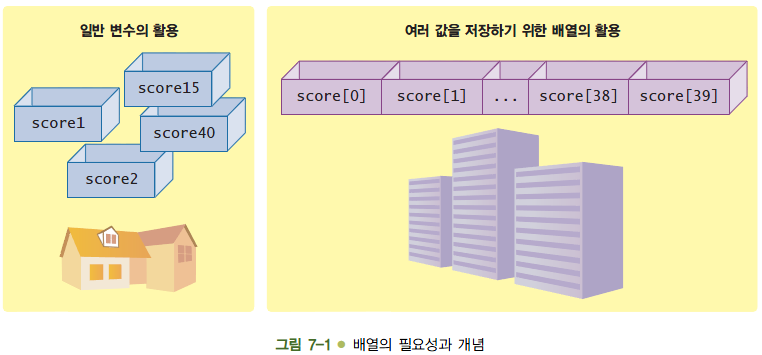 일반 변수의 활용
score15
score1
score40
score2
여러 값을 저장하기 위한 배열의 활용
score[0] score[1] ... score[38] score[39]
그림 7-1 ● 배열의 필요성과 개념